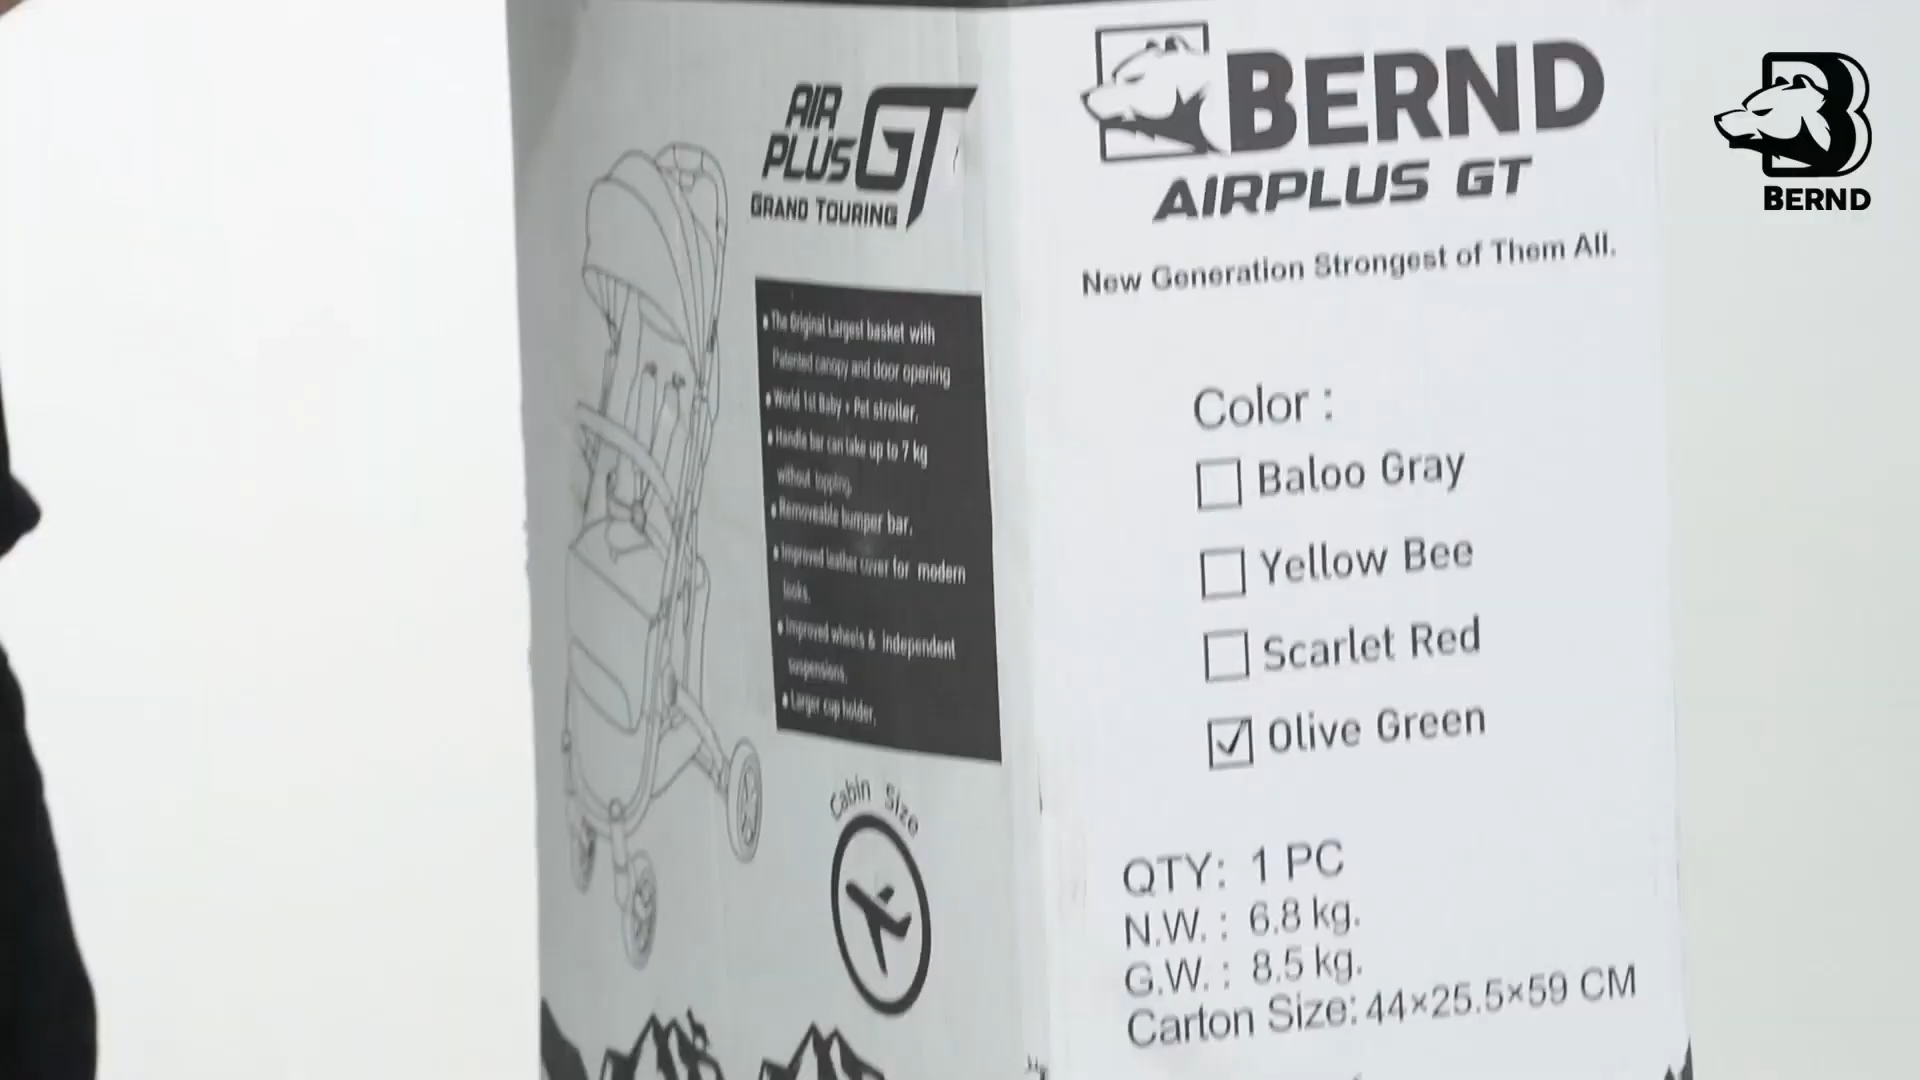 AIR
PLUS GT
GRAND TOURING
• The Original Largest basket with
Patented canopy and door opening
• World 1st Baby + Pet stroller.
• Handle bar can take up to 7 kg
without topping.
• Removeable bumper bar.
• Improved leather cover for modern
looks.
• Improved wheels & independent
suspensions.
• Larger cup holder.
Cabin Size
BERND
AIRPLUS GT
New Generation Strongest of Them All.
Color :
Baloo Gray
Yellow Bee
Scarlet Red
Olive Green
QTY: 1 PC
N.W. : 6.8 kg.
G.W. : 8.5 kg.
Carton Size: 44×25.5×59 CM
B
BERND